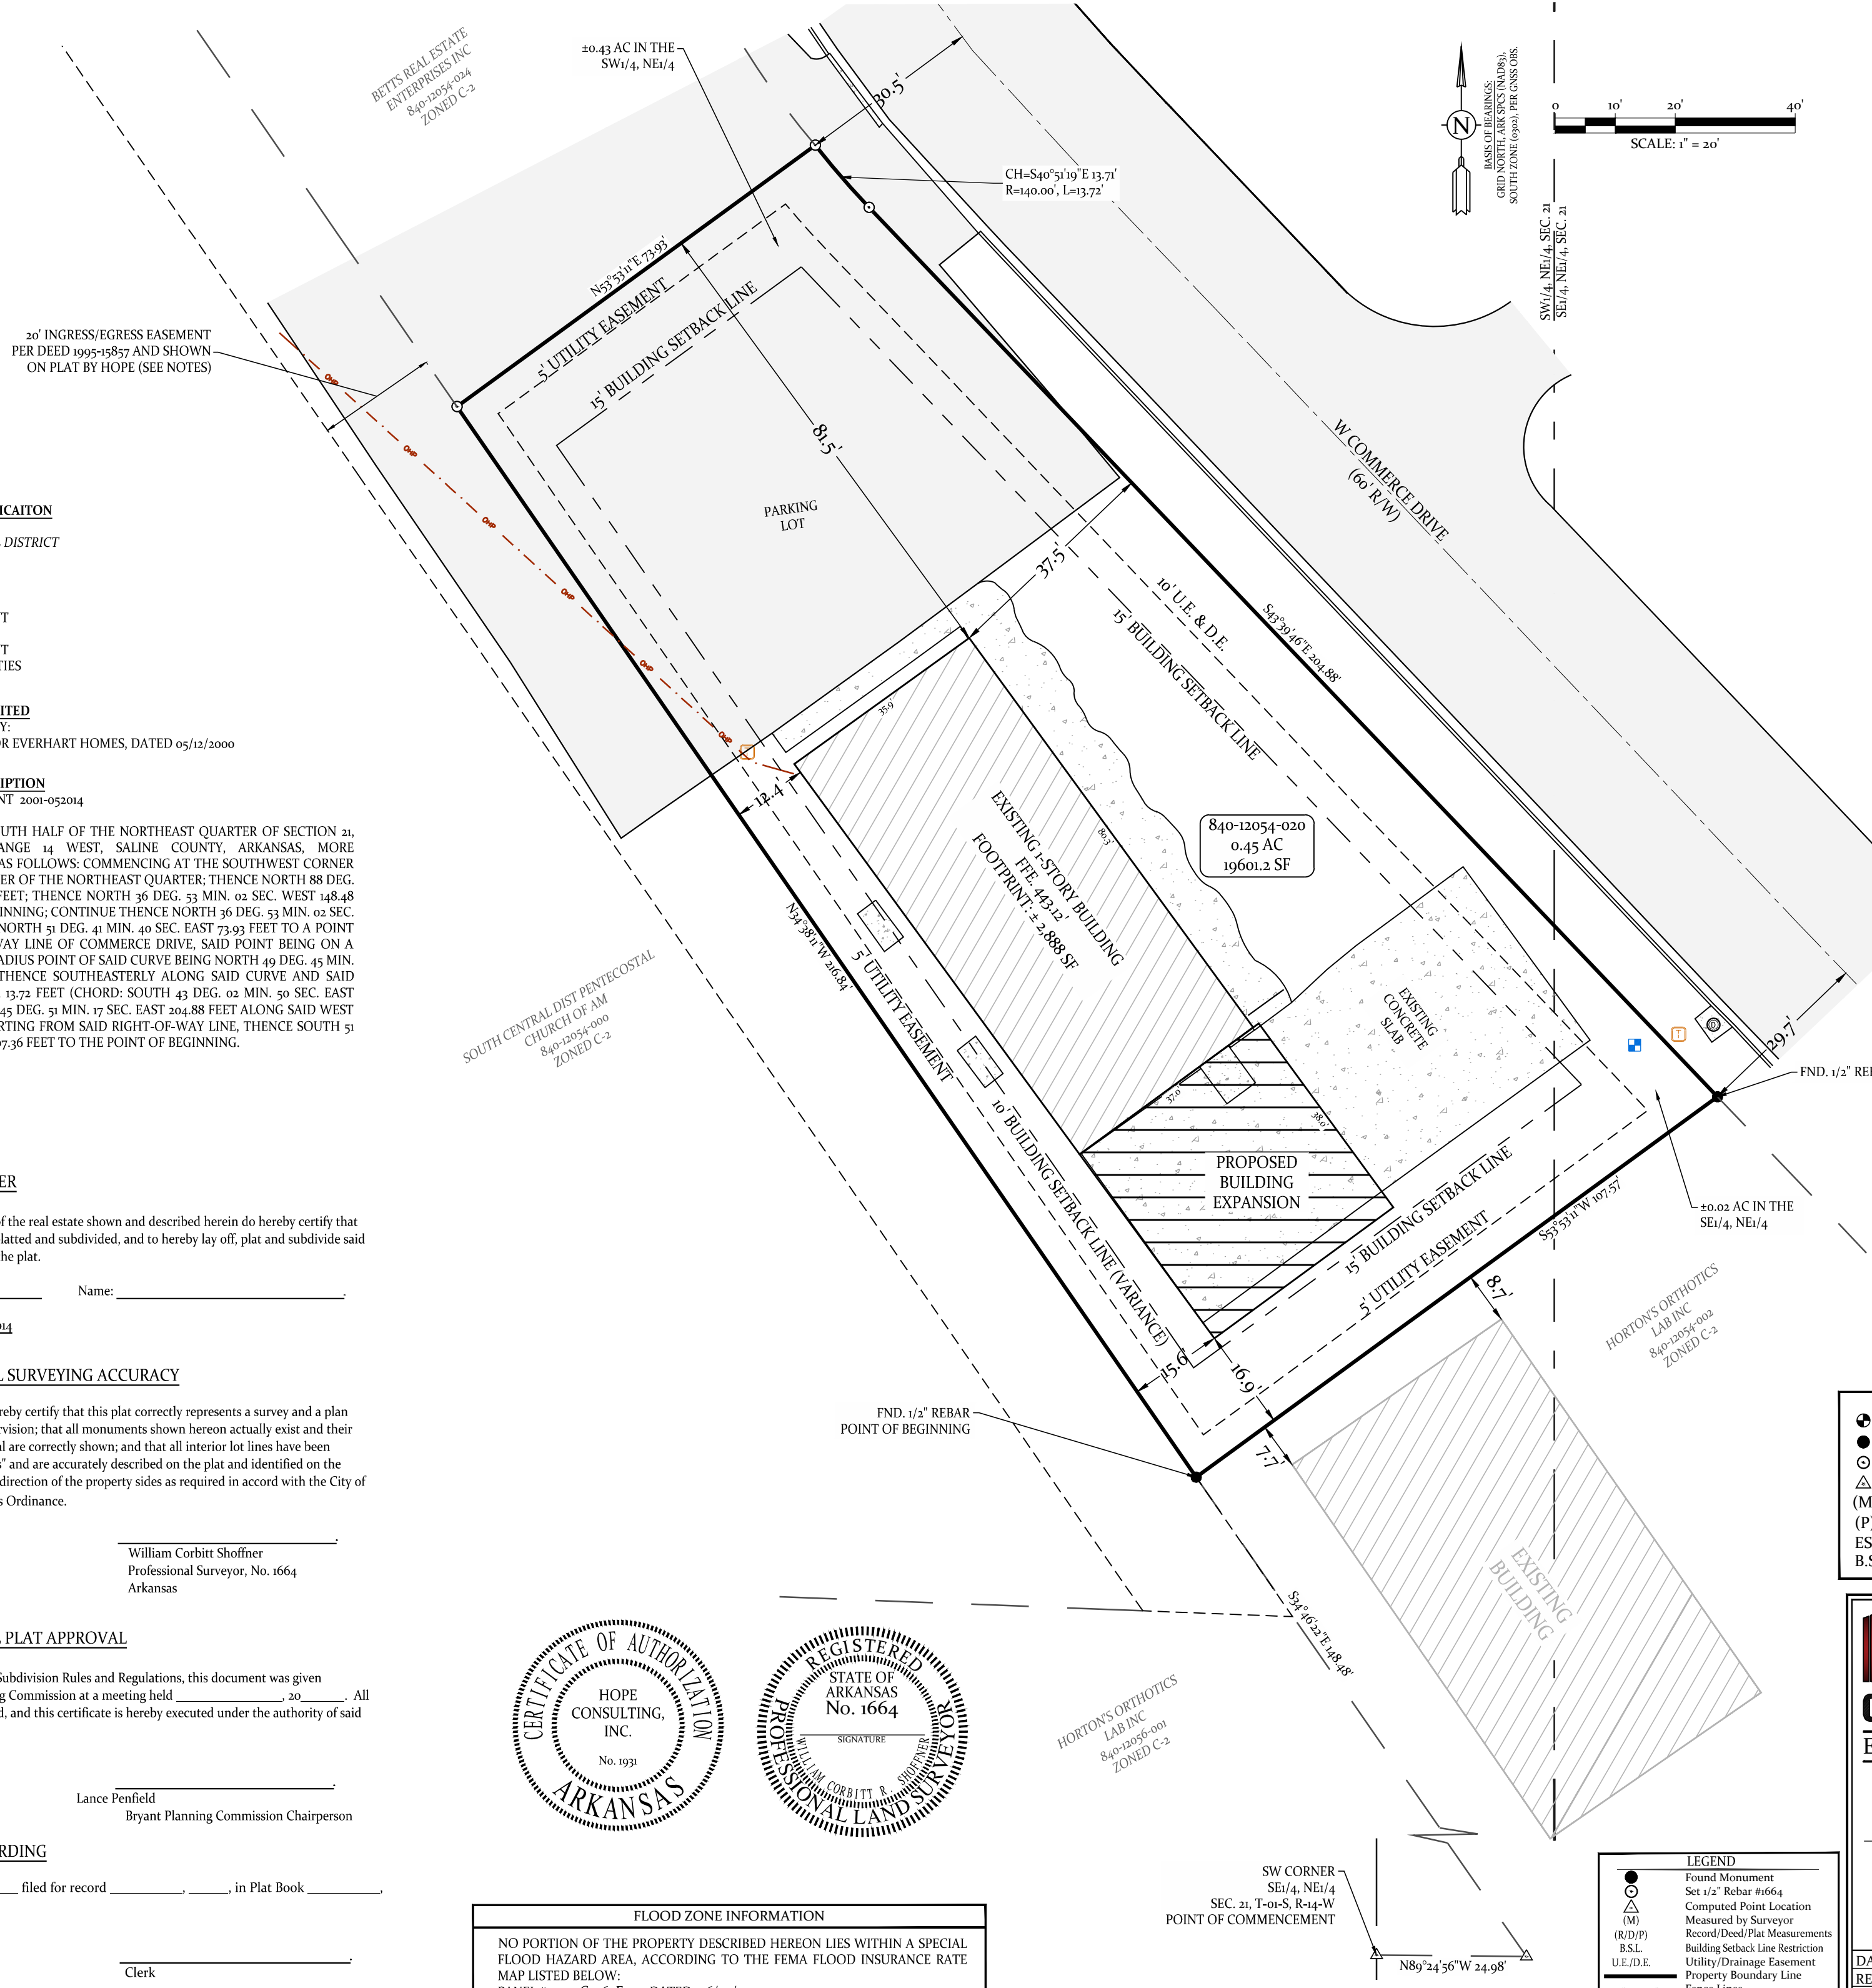 BETTS REAL ESTATE
ENTERPRISES INC
840-12054-024
ZONED C-2
±0.43 AC IN THE
SW1/4, NE1/4
30.5'
CH=S40°51'19"E 13.71'
R=140.00', L=13.72'
N
BASIS OF BEARINGS:
GRID NORTH, ARK SPCS (NAD83),
SOUTH ZONE (0302), PER GNSS OBS.
0 10' 20' 40'
SCALE: 1" = 20'
SW1/4, NE1/4, SEC. 21
SE1/4, NE1/4, SEC. 21
N53°53'11"E 73.93'
5' UTILITY EASEMENT
15' BUILDING SETBACK LINE
20' INGRESS/EGRESS EASEMENT
PER DEED 1995-15857 AND SHOWN
ON PLAT BY HOPE (SEE NOTES)
OHP
OHP
OHP
OHP
OHP
OHP
81.5'
PARKING
LOT
W COMMERCE DRIVE
(60' R/W)
37.5'
10' U.E. & D.E.
S43°39'46"E 204.88'
15' BUILDING SETBACK LINE
35.9'
12.4'
EXISTING 1-STORY BUILDING
FFE. 443.12'
FOOTPRINT: ± 2,888 SF
80.3'
840-12054-020
0.45 AC
19601.2 SF
N34°38'11"W 216.84'
5' UTILITY EASEMENT
SOUTH CENTRAL DIST PENTECOSTAL
CHURCH OF AM
840-12054-000
ZONED C-2
EXISTING
CONCRETE
SLAB
T
D
29.7'
FND. 1/2" REB
37.0'
38.0'
10' BUILDING SETBACK LINE (VARIANCE)
PROPOSED
BUILDING
EXPANSION
15' BUILDING SETBACK LINE
5' UTILITY EASEMENT
S53°53'11"W 107.57'
±0.02 AC IN THE
SE1/4, NE1/4
8.7'
HORTON'S ORTHOTICS
LAB INC
840-12054-002
ZONED C-2
15.6'
16.9'
7.7'
FND. 1/2" REBAR
POINT OF BEGINNING
EXISTING
BUILDING
S34°46'22"E 148.48'
HORTON'S ORTHOTICS
LAB INC
840-12056-001
ZONED C-2
SW CORNER
SE1/4, NE1/4
SEC. 21, T-01-S, R-14-W
POINT OF COMMENCEMENT
N89°24'56"W 24.98'
ICAITON
DISTRICT
T
T
TIES
ITED
Y:
OR EVERHART HOMES, DATED 05/12/2000
IPTION
NT 2001-052014
UTH HALF OF THE NORTHEAST QUARTER OF SECTION 21,
ANGE 14 WEST, SALINE COUNTY, ARKANSAS, MORE
AS FOLLOWS: COMMENCING AT THE SOUTHWEST CORNER
ER OF THE NORTHEAST QUARTER; THENCE NORTH 88 DEG.
FEET; THENCE NORTH 36 DEG. 53 MIN. 02 SEC. WEST 148.48
INNING; CONTINUE THENCE NORTH 36 DEG. 53 MIN. 02 SEC.
NORTH 51 DEG. 41 MIN. 40 SEC. EAST 73.93 FEET TO A POINT
WAY LINE OF COMMERCE DRIVE, SAID POINT BEING ON A
ADIUS POINT OF SAID CURVE BEING NORTH 49 DEG. 45 MIN.
THENCE SOUTHEASTERLY ALONG SAID CURVE AND SAID
13.72 FEET (CHORD: SOUTH 43 DEG. 02 MIN. 50 SEC. EAST
45 DEG. 51 MIN. 17 SEC. EAST 204.88 FEET ALONG SAID WEST
RTING FROM SAID RIGHT-OF-WAY LINE, THENCE SOUTH 51
07.36 FEET TO THE POINT OF BEGINNING.
ER
of the real estate shown and described herein do hereby certify that
latted and subdivided, and to hereby lay off, plat and subdivide said
he plat.
Name: .
014
L SURVEYING ACCURACY
reby certify that this plat correctly represents a survey and a plan
rvision; that all monuments shown hereon actually exist and their
al are correctly shown; and that all interior lot lines have been
s" and are accurately described on the plat and identified on the
direction of the property sides as required in accord with the City of
s Ordinance.
William Corbitt Shoffner
Professional Surveyor, No. 1664
Arkansas
PLAT APPROVAL
Subdivision Rules and Regulations, this document was given
g Commission at a meeting held ______________, 20______. All
d, and this certificate is hereby executed under the authority of said
Lance Penfield
Bryant Planning Commission Chairperson
RDING
filed for record __________, _____, in Plat Book __________,
Clerk
CERTIFICATE OF AUTHORIZATION
HOPE
CONSULTING,
INC.
No. 1931
ARKANSAS
REGISTERED
STATE OF
ARKANSAS
No. 1664
SIGNATURE
WILLIAM CORBITT R. SHOFFNER
PROFESSIONAL LAND SURVEYOR
FLOOD ZONE INFORMATION
NO PORTION OF THE PROPERTY DESCRIBED HEREON LIES WITHIN A SPECIAL
FLOOD HAZARD AREA, ACCORDING TO THE FEMA FLOOD INSURANCE RATE
MAP LISTED BELOW:
(M
(P)
ES
B.S
LEGEND
Found Monument
Set 1/2" Rebar #1664
Computed Point Location
(M) Measured by Surveyor
(R/D/P) Record/Deed/Plat Measurements
B.S.L. Building Setback Line Restriction
U.E./D.E. Utility/Drainage Easement
Property Boundary Line
DA